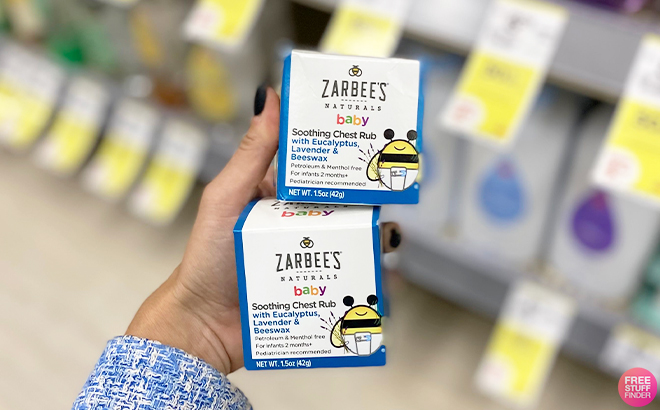 ZARBEE'S
NATURALS
baby
Soothing Chest Rub
with Eucalyptus,
Lavender &
Beeswax
Petroleum & Menthol free
For infants 2 months+
Pediatrician recommended
NET WT. 1.5oz (42g)
NATURALS
baby
ZARBEE'S
NATURALS
baby
Soothing Chest Rub
with Eucalyptus,
Lavender &
Beeswax
Petroleum & Menthol free
For infants 2 months+
Pediatrician recommended
NET WT. 1.5oz (42g)
FREE
STUFF
FINDER